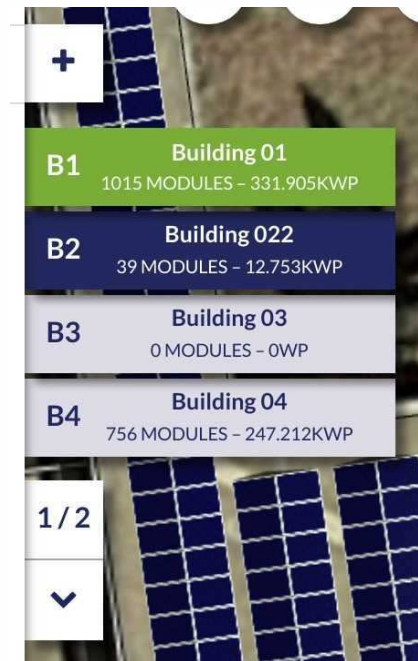 +
B1
Building 01
1015 MODULES – 331.905KWP
B2
Building 022
39 MODULES – 12.753KWP
B3
Building 03
0 MODULES – 0WP
B4
Building 04
756 MODULES – 247.212KWP
1 / 2